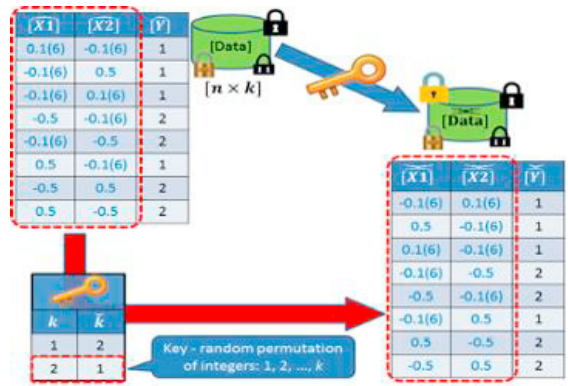 [X1] [X2] [Y]
0.1(6) -0.1(6) 1
-0.1(6) 0.5 1
-0.1(6) 0.1(6) 1
-0.5 -0.1(6) 2
-0.1(6) -0.5 2
0.5 -0.1(6) 1
-0.5 0.5 2
0.5 -0.5 2
[Data]
[n × k]
[Data]
[X1] [X2] [Y]
-0.1(6) 0.1(6) 1
0.5 -0.1(6) 1
0.1(6) -0.1(6) 1
-0.1(6) -0.5 2
-0.5 -0.1(6) 2
-0.1(6) 0.5 1
0.5 -0.5 2
-0.5 0.5 2
k k̆
1 2
2 1
Key - random permutation
of integers: 1, 2, ..., k